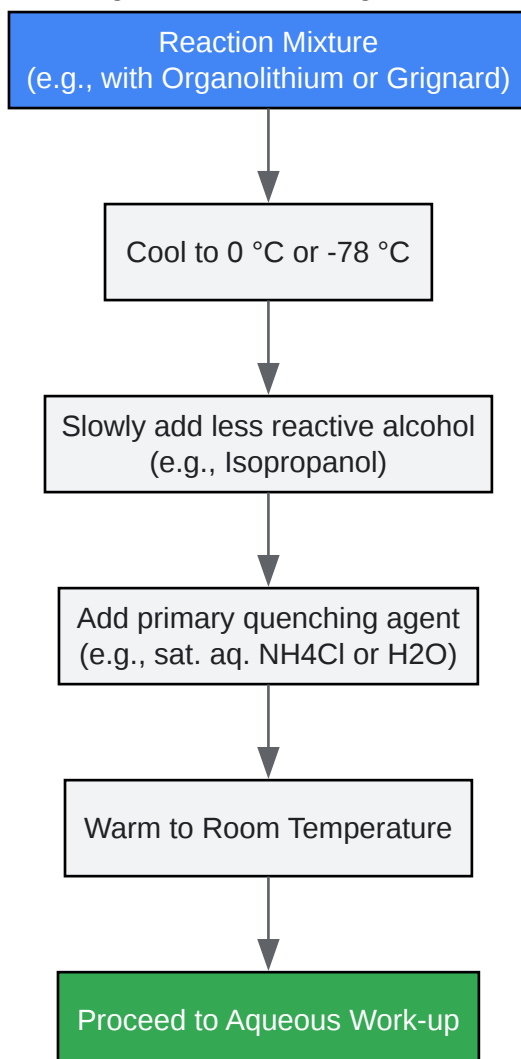 Reaction Mixture
(e.g., with Organolithium or Grignard)
Cool to 0 °C or -78 °C
Slowly add less reactive alcohol
(e.g., Isopropanol)
Add primary quenching agent
(e.g., sat. aq. NH4Cl or H2O)
Warm to Room Temperature
Proceed to Aqueous Work-up